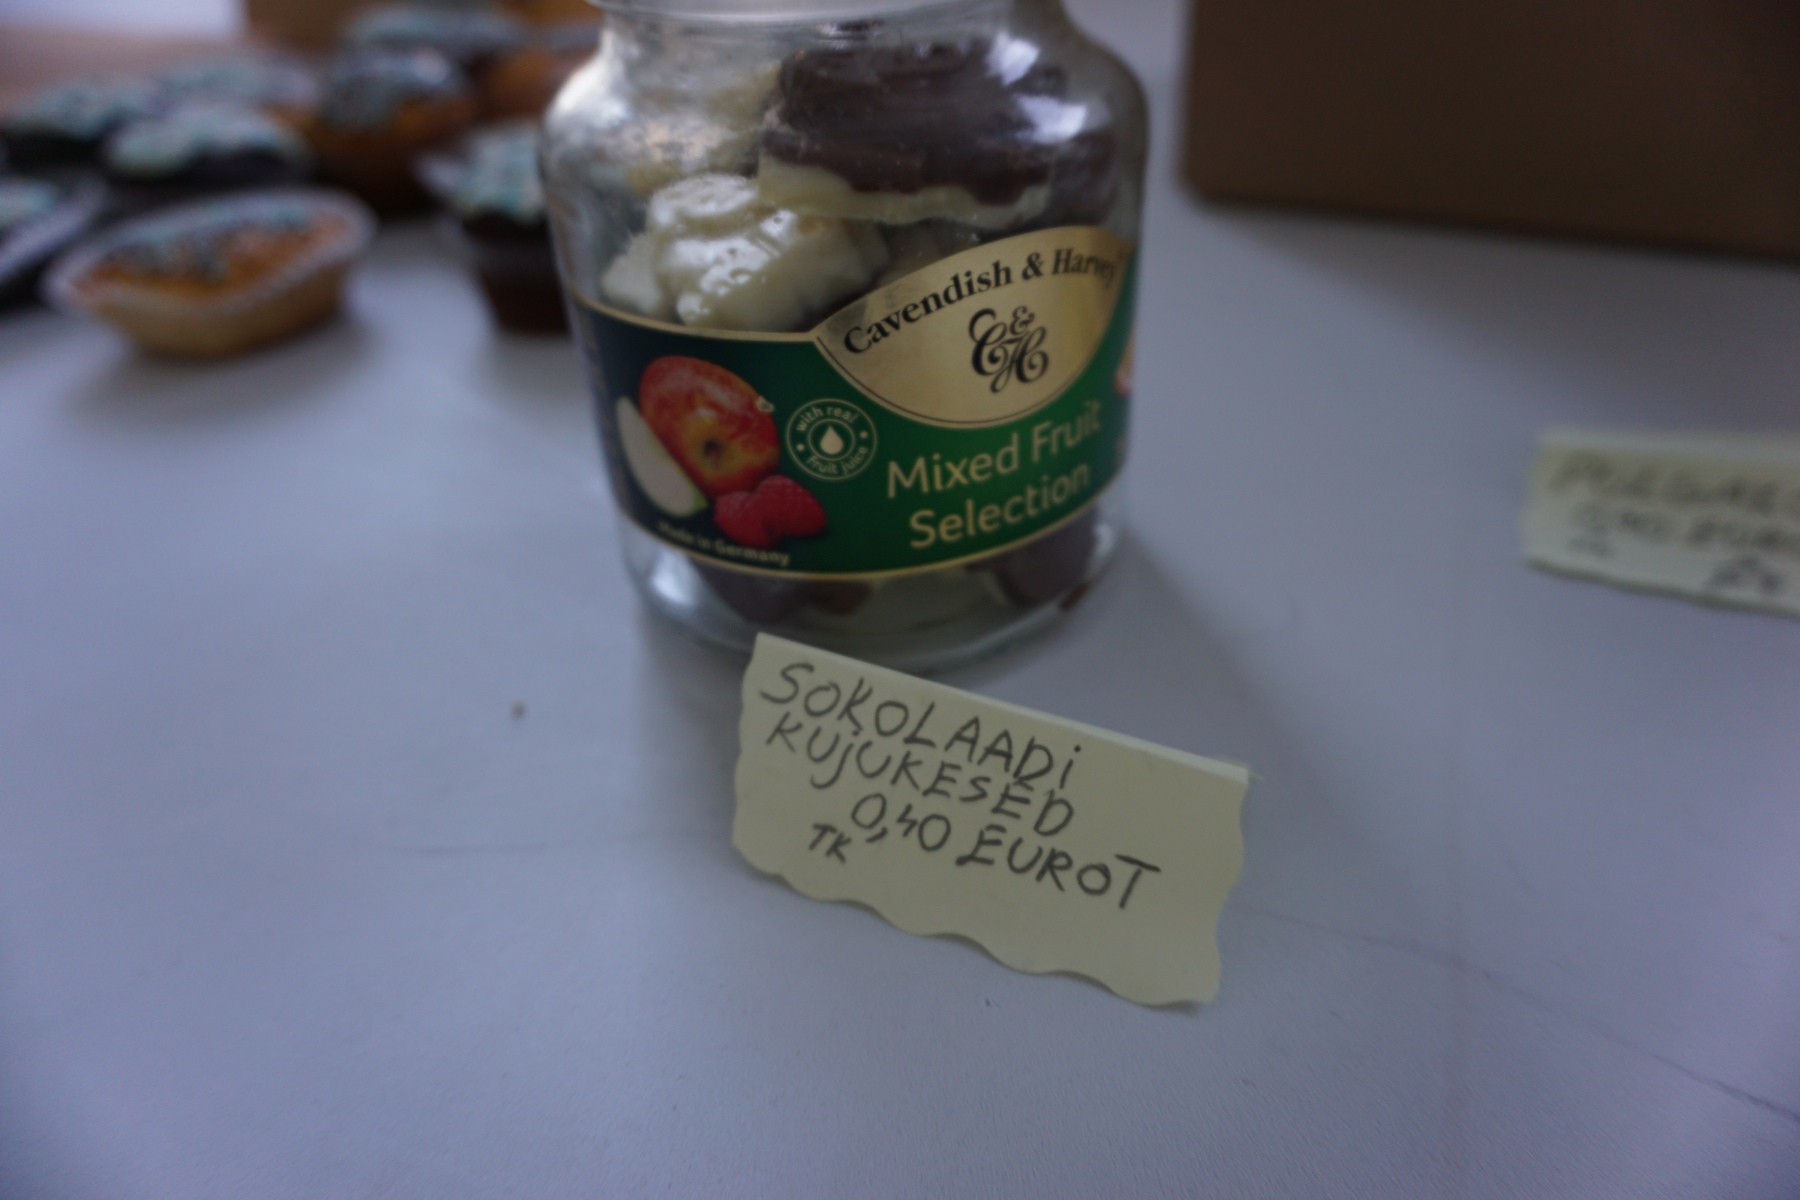 Cavendish & Harvey
C&H
with real
fruit juice
Mixed Fruit
Selection
Made in Germany
SOKOLAADI
KUJUKESED
0,40 EUROT
TK